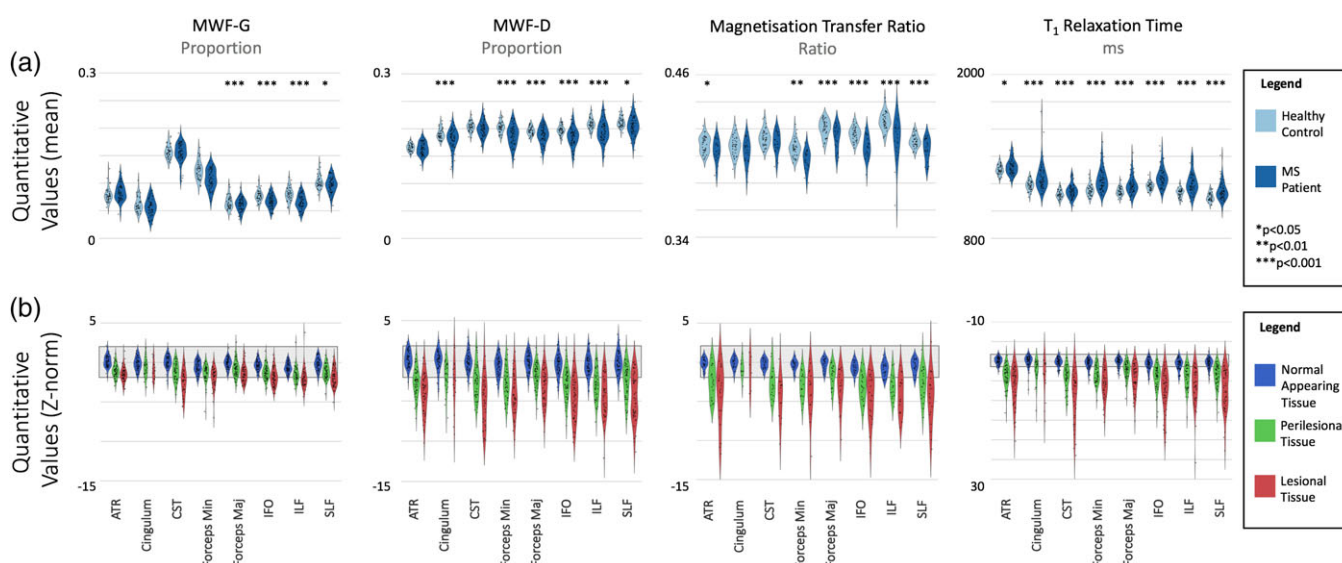 MWF-G
Proportion
MWF-D
Proportion
Magnetisation Transfer Ratio
Ratio
T₁ Relaxation Time
ms
(a)
Quantitative
Values (mean)
0.3
0
*** *** *** *
0.3
0
*** *** *** *** *** *
0.46
0.34
* ** *** *** *** ***
2000
800
* *** *** *** *** *** *** ***
Legend
Healthy
Control
MS
Patient
*p<0.05
**p<0.01
***p<0.001
(b)
Quantitative
Values (Z-norm)
5
-15
5
-15
5
-15
-10
30
Legend
Normal
Appearing
Tissue
Perilesional
Tissue
Lesional
Tissue
ATR
Cingulum
CST
Forceps Min
Forceps Maj
IFO
ILF
SLF
ATR
Cingulum
CST
Forceps Min
Forceps Maj
IFO
ILF
SLF
ATR
Cingulum
CST
Forceps Min
Forceps Maj
IFO
ILF
SLF
ATR
Cingulum
CST
Forceps Min
Forceps Maj
IFO
ILF
SLF